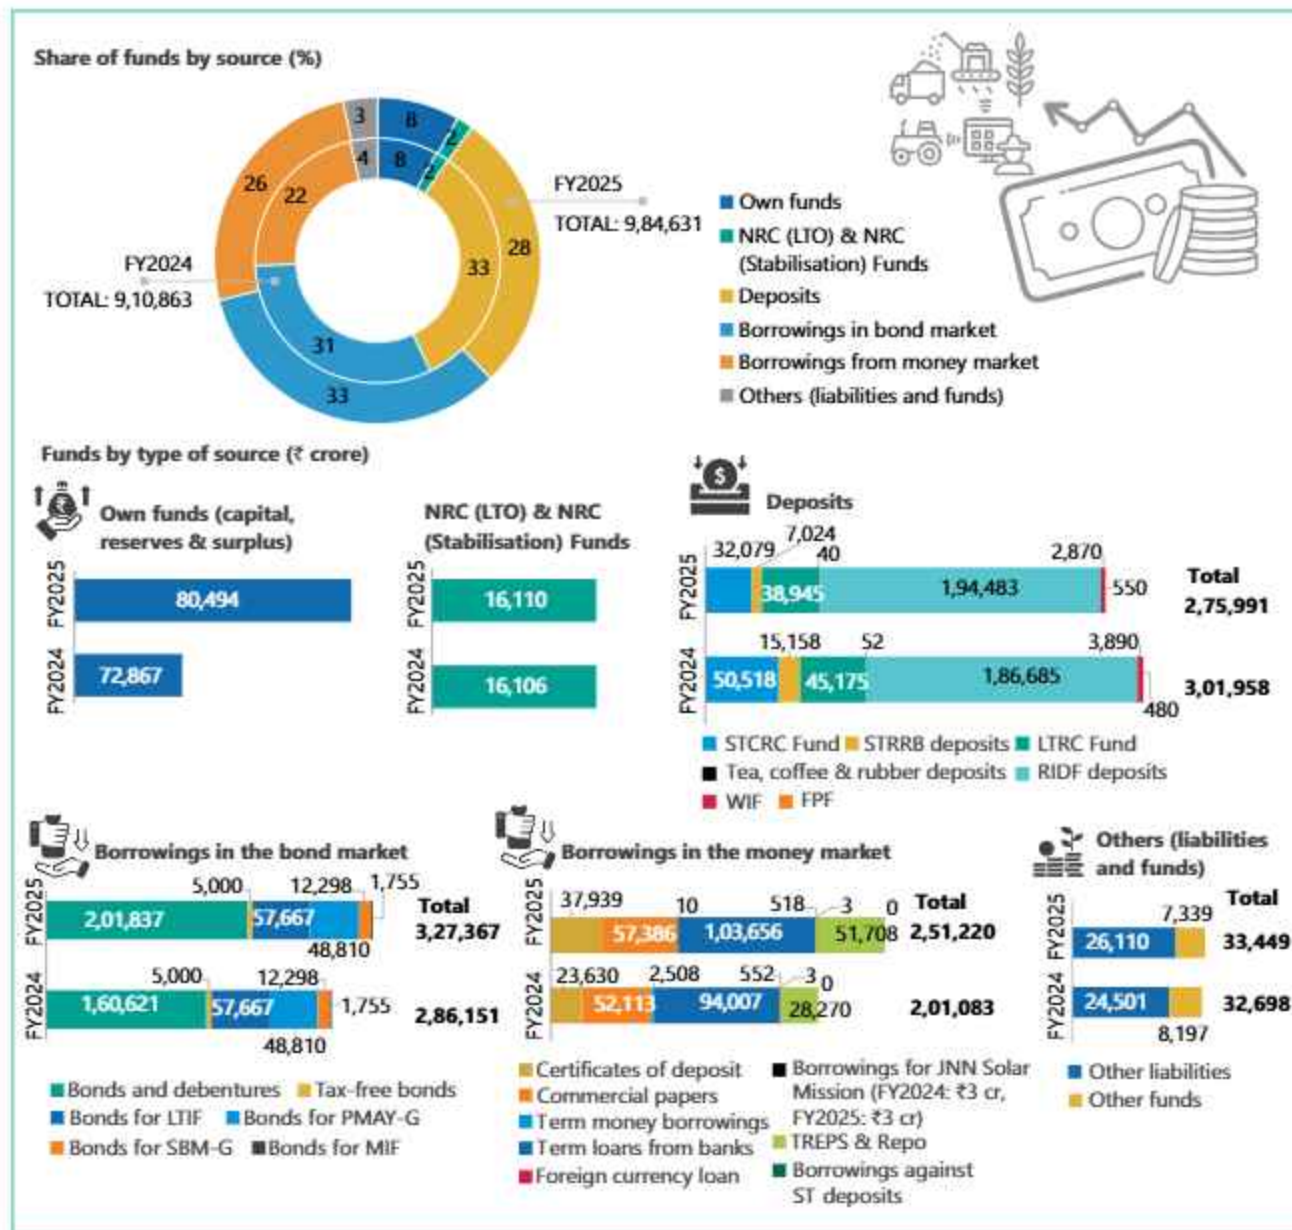 Share of funds by source (%)
3
8
2
4
8
2
26
22
FY2025
TOTAL: 9,84,631
28
33
FY2024
TOTAL: 9,10,863
31
33
Own funds
NRC (LTO) & NRC
(Stabilisation) Funds
Deposits
Borrowings in bond market
Borrowings from money market
Others (liabilities and funds)
Funds by type of source (₹ crore)
Own funds (capital,
reserves & surplus)
FY2025
80,494
FY2024
72,867
NRC (LTO) & NRC
(Stabilisation) Funds
FY2025
16,110
FY2024
16,106
$
Deposits
7,024
32,079
40
2,870
FY2025
38,945
1,94,483
550
Total
2,75,991
15,158
52
3,890
FY2024
50,518
45,175
1,86,685
480
3,01,958
STCRC Fund
STRRB deposits
LTRC Fund
Tea, coffee & rubber deposits
RIDF deposits
WIF
FPF
Borrowings in the bond market
5,000
12,298
1,755
FY2025
2,01,837
57,667
48,810
Total
3,27,367
5,000
12,298
FY2024
1,60,621
57,667
1,755
48,810
2,86,151
Bonds and debentures
Tax-free bonds
Bonds for LTIF
Bonds for PMAY-G
Bonds for SBM-G
Bonds for MIF
Borrowings in the money market
37,939
10
518
3
0
FY2025
57,386
1,03,656
51,708
Total
2,51,220
23,630
2,508
552
3
0
FY2024
52,113
94,007
28,270
2,01,083
Certificates of deposit
Commercial papers
Term money borrowings
Term loans from banks
Foreign currency loan
Borrowings for JNN Solar
Mission (FY2024: ₹3 cr,
FY2025: ₹3 cr)
TREPS & Repo
Borrowings against
ST deposits
Others (liabilities
and funds)
7,339
Total
FY2025
26,110
33,449
FY2024
24,501
32,698
8,197
Other liabilities
Other funds